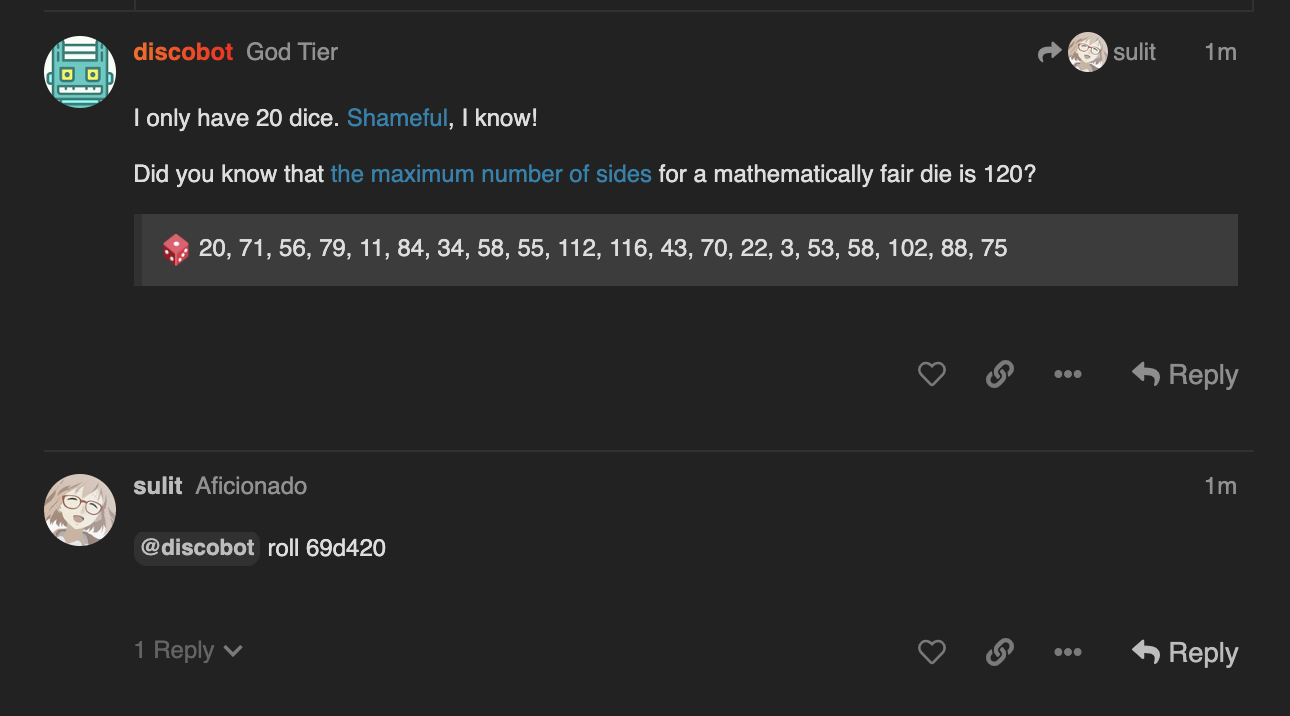 discobot God Tier sulit 1m
I only have 20 dice. Shameful, I know!
Did you know that the maximum number of sides for a mathematically fair die is 120?
20, 71, 56, 79, 11, 84, 34, 58, 55, 112, 116, 43, 70, 22, 3, 53, 58, 102, 88, 75
Reply
sulit Aficionado 1m
@discobot roll 69d420
1 Reply Reply